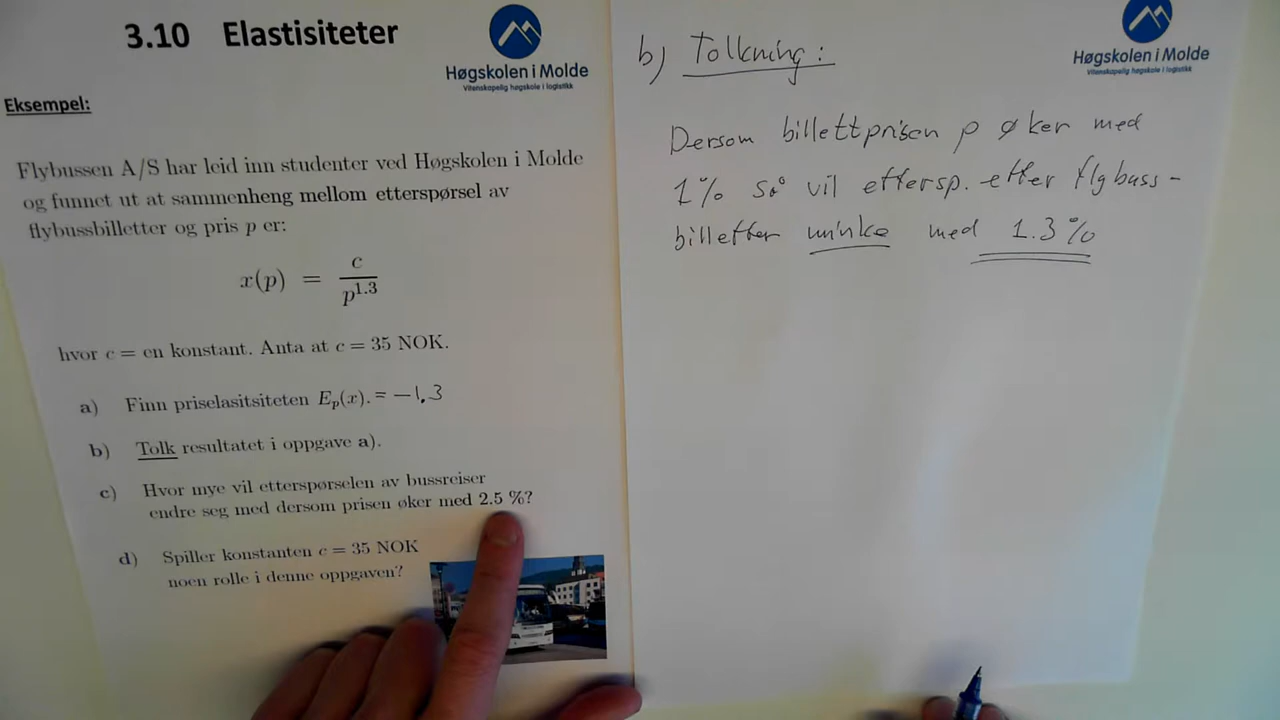 3.10 Elastisiteter
Høgskolen i Molde
Vitenskapelig høgskole i logistikk
Eksempel:
Flybussen A/S har leid inn studenter ved Høgskolen i Molde
og funnet ut at sammenheng mellom etterspørsel av
flybussbilletter og pris p er:
x(p) = c / p^1.3
hvor c = en konstant. Anta at c = 35 NOK.
a) Finn priselasitsiteten Ep(x). = -1,3
b) Tolk resultatet i oppgave a).
c) Hvor mye vil etterspørselen av bussreiser
endre seg med dersom prisen øker med 2.5 %?
d) Spiller konstanten c = 35 NOK
noen rolle i denne oppgaven?
b) Tolkning:
Høgskolen i Molde
Vitenskapelig høgskole i logistikk
Dersom billettprisen p øker med
1% så vil ettersp. etter flybuss-
billetter minke med 1.3%